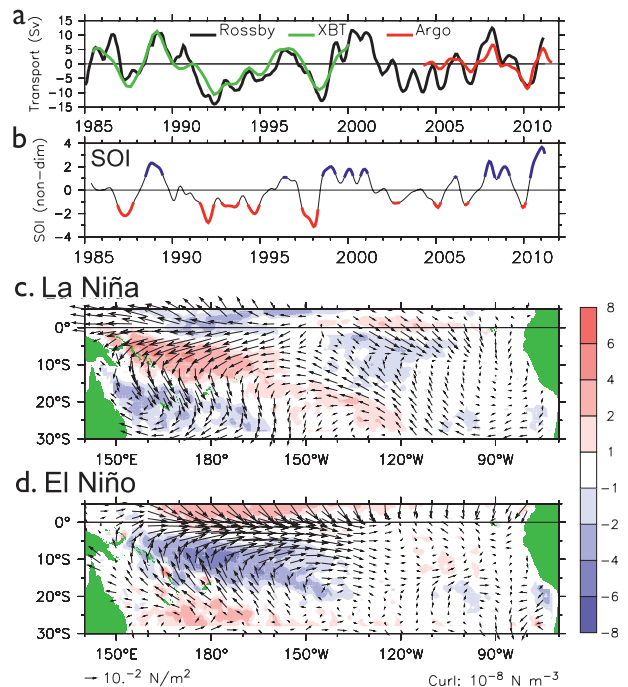 a
Transport (Sv)
15
10
5
0
-5
-10
-15
Rossby XBT Argo
1985 1990 1995 2000 2005 2010
b
SOI (non-dim)
4
2
0
-2
-4
SOI
1985 1990 1995 2000 2005 2010
c. La Niña
0°
10°S
20°S
30°S
150°E 180° 150°W 120°W 90°W
8
6
4
2
1
-1
-2
-4
-6
-8
d. El Niño
0°
10°S
20°S
30°S
150°E 180° 150°W 120°W 90°W
10.⁻² N/m²
Curl: 10⁻⁸ N m⁻³